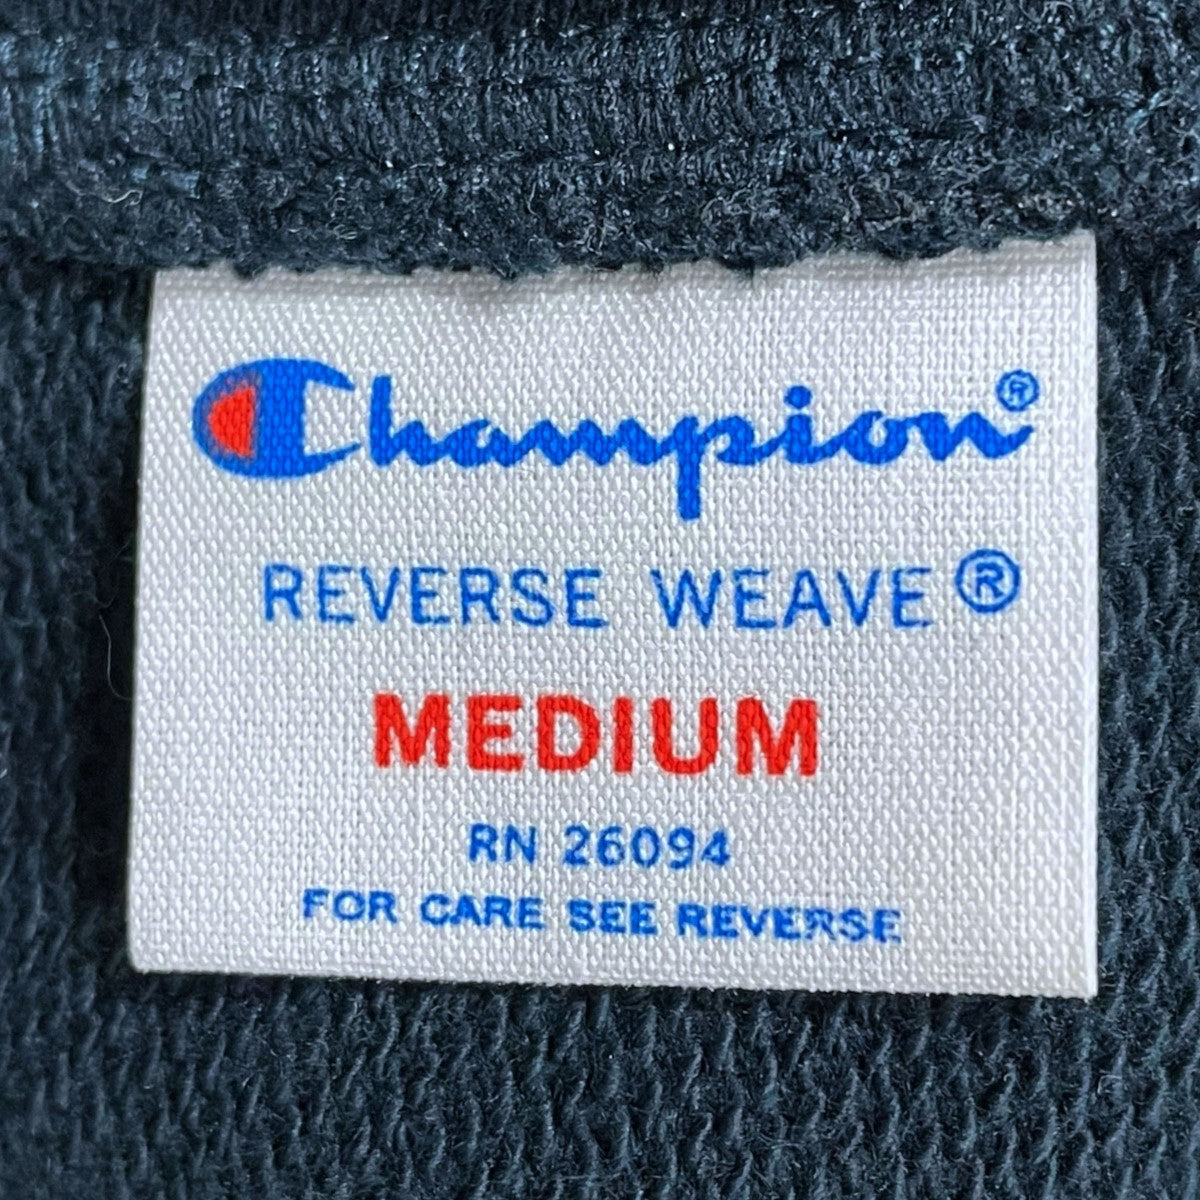 Champion®
REVERSE WEAVE®
MEDIUM
RN 26094
FOR CARE SEE REVERSE